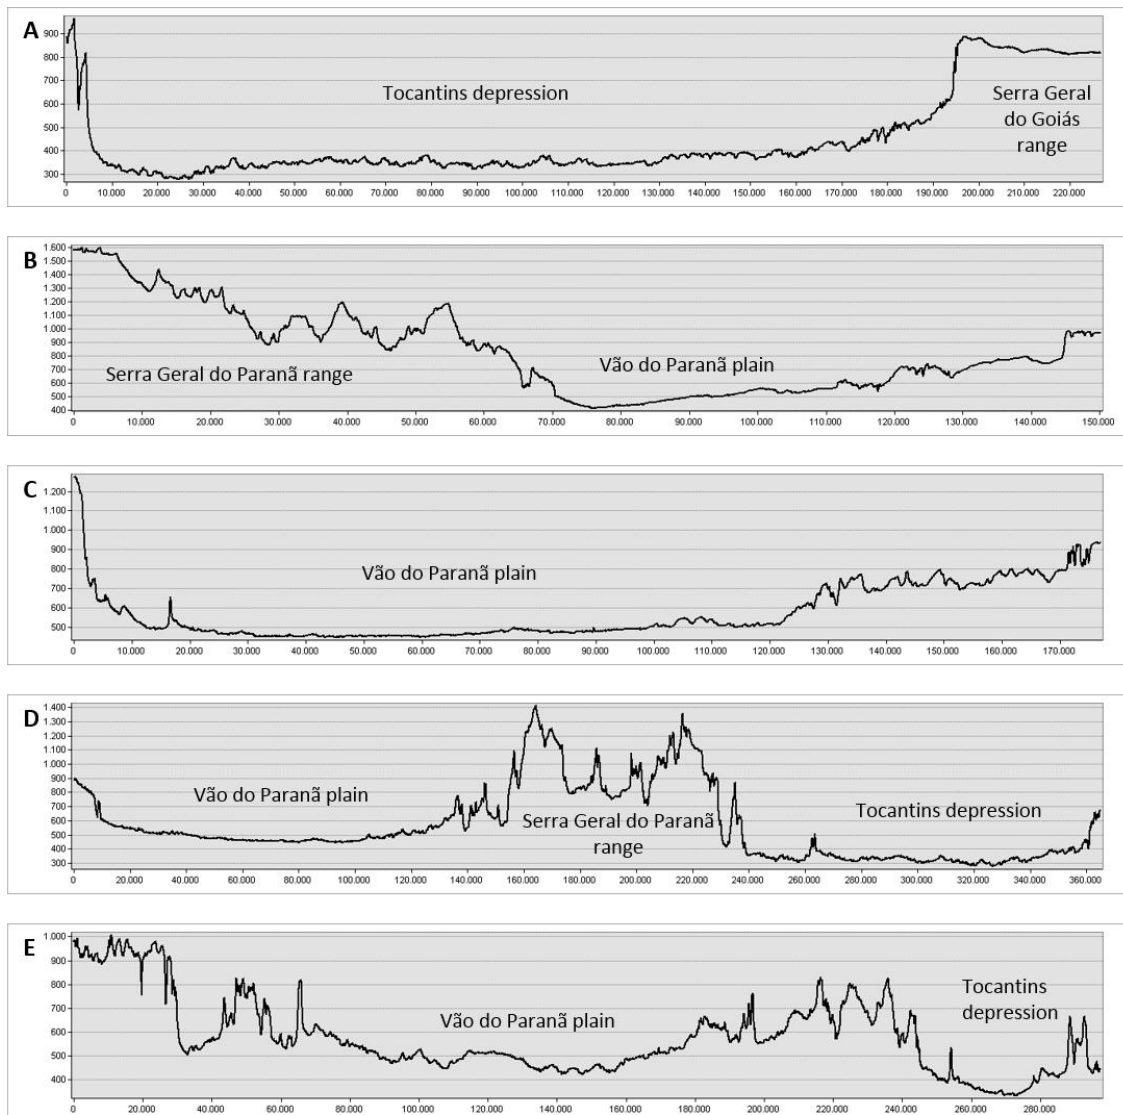 A
900
800
700
600
500
400
300
Tocantins depression
Serra Geral
do Goiás
range
0 10.000 20.000 30.000 40.000 50.000 60.000 70.000 80.000 90.000 100.000 110.000 120.000 130.000 140.000 150.000 160.000 170.000 180.000 190.000 200.000 210.000 220.000
B
1.600
1.500
1.400
1.300
1.200
1.100
1.000
900
800
700
600
500
400
Serra Geral do Paranã range
Vão do Paranã plain
0 10.000 20.000 30.000 40.000 50.000 60.000 70.000 80.000 90.000 100.000 110.000 120.000 130.000 140.000 150.000
C
1.200
1.100
1.000
900
800
700
600
500
Vão do Paranã plain
0 10.000 20.000 30.000 40.000 50.000 60.000 70.000 80.000 90.000 100.000 110.000 120.000 130.000 140.000 150.000 160.000 170.000
D
1.400
1.300
1.200
1.100
1.000
900
800
700
600
500
400
300
Vão do Paranã plain
Serra Geral do Paranã
range
Tocantins depression
0 20.000 40.000 60.000 80.000 100.000 120.000 140.000 160.000 180.000 200.000 220.000 240.000 260.000 280.000 300.000 320.000 340.000 360.000
E
1.000
900
800
700
600
500
400
Vão do Paranã plain
Tocantins
depression
0 20.000 40.000 60.000 80.000 100.000 120.000 140.000 160.000 180.000 200.000 220.000 240.000 260.000 280.000